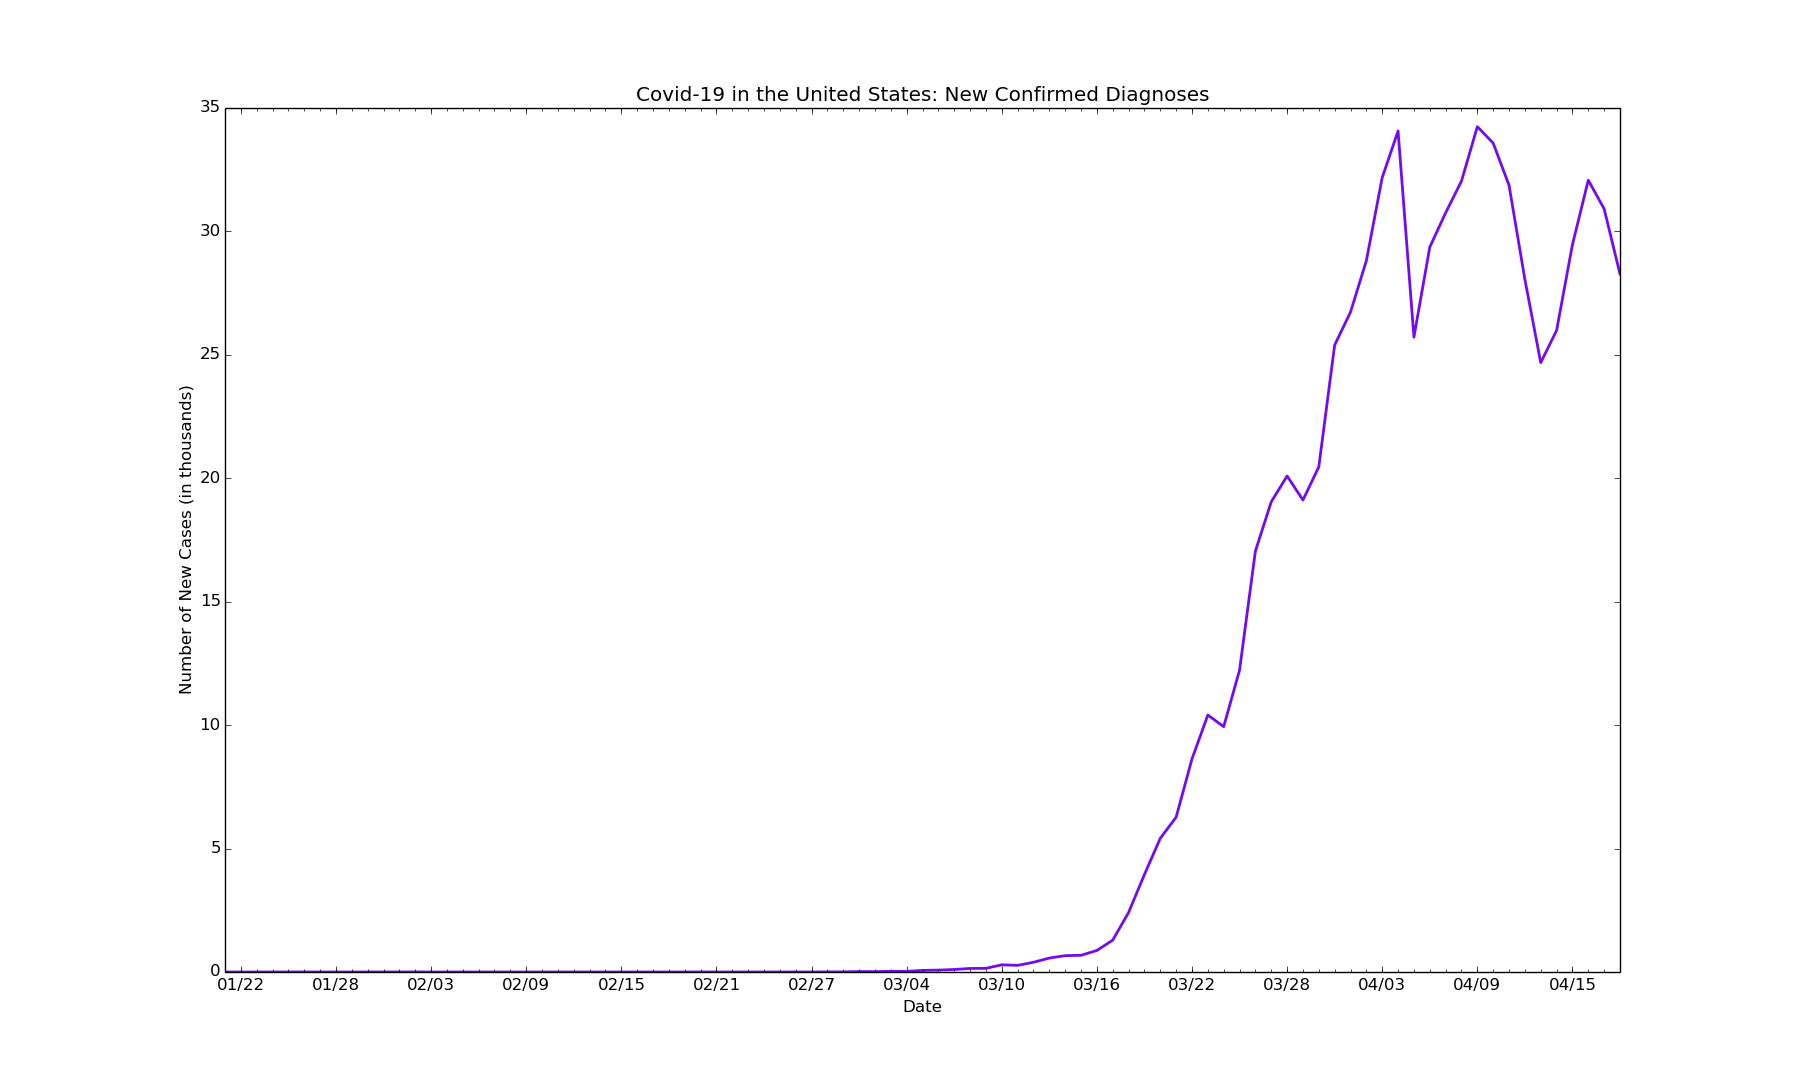 Covid-19 in the United States: New Confirmed Diagnoses
35
30
25
20
15
10
5
0
Number of New Cases (in thousands)
01/22 01/28 02/03 02/09 02/15 02/21 02/27 03/04 03/10 03/16 03/22 03/28 04/03 04/09 04/15
Date